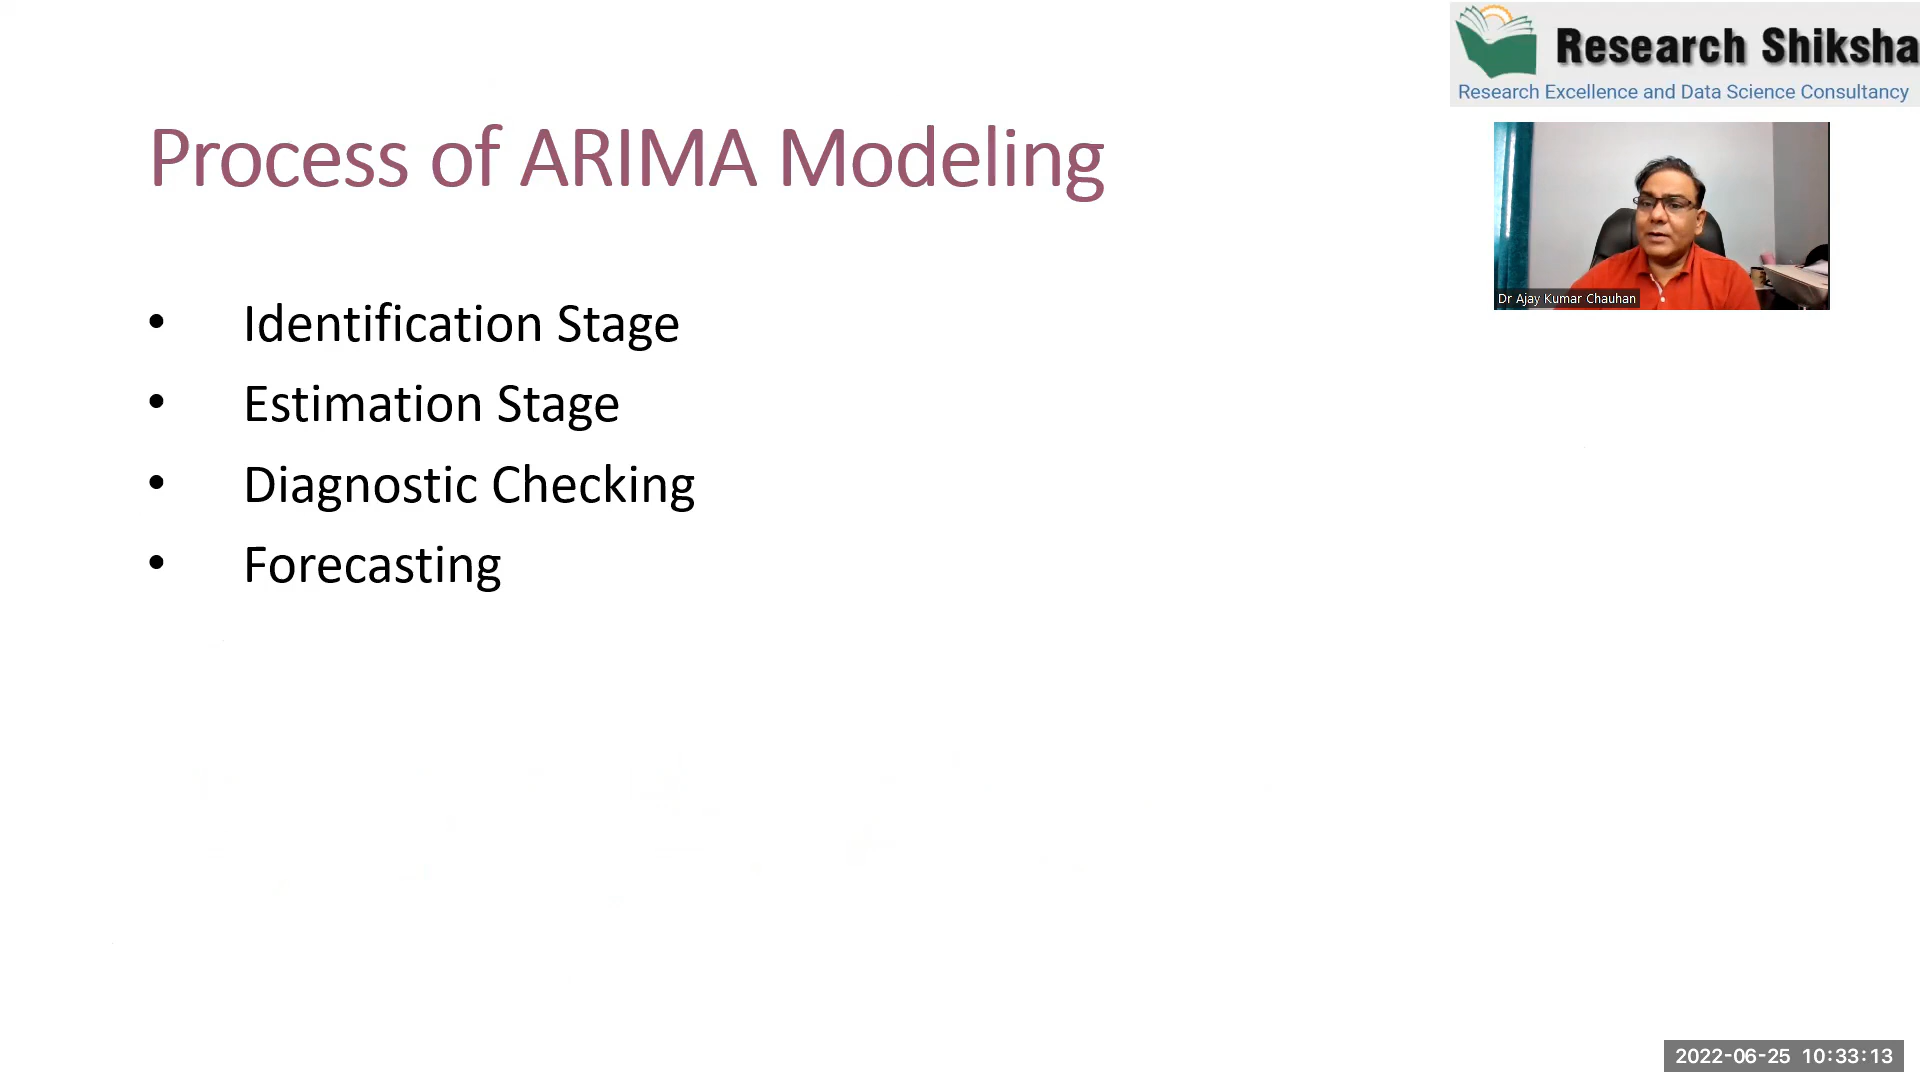 Research Shiksha
Research Excellence and Data Science Consultancy
Process of ARIMA Modeling
Dr Ajay Kumar Chauhan
• Identification Stage
• Estimation Stage
• Diagnostic Checking
• Forecasting
2022-06-25 10:33:13